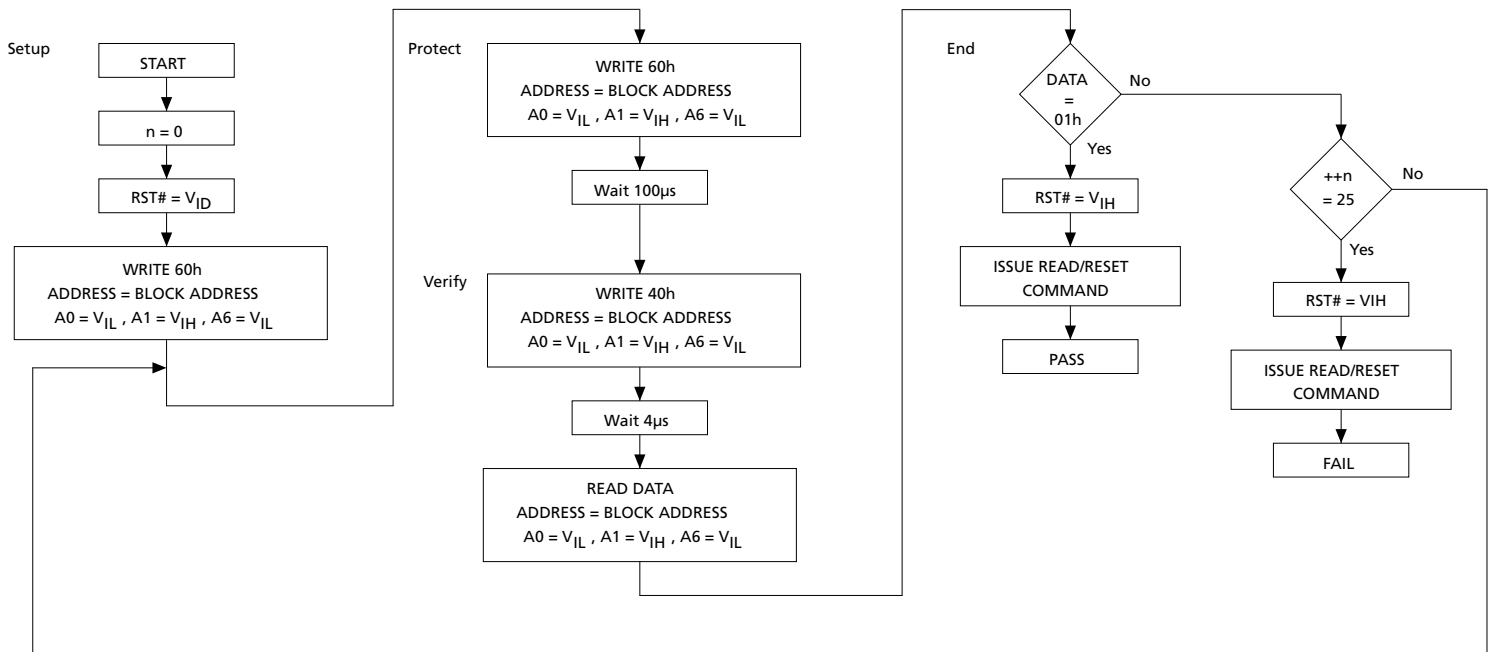 Setup
START
n = 0
RST# = VID
WRITE 60h
ADDRESS = BLOCK ADDRESS
A0 = VIL , A1 = VIH , A6 = VIL
Protect
WRITE 60h
ADDRESS = BLOCK ADDRESS
A0 = VIL , A1 = VIH , A6 = VIL
Wait 100µs
Verify
WRITE 40h
ADDRESS = BLOCK ADDRESS
A0 = VIL , A1 = VIH , A6 = VIL
Wait 4µs
READ DATA
ADDRESS = BLOCK ADDRESS
A0 = VIL , A1 = VIH , A6 = VIL
End
DATA
=
01h
No
Yes
RST# = VIH
ISSUE READ/RESET
COMMAND
PASS
++n
= 25
No
Yes
RST# = VIH
ISSUE READ/RESET
COMMAND
FAIL